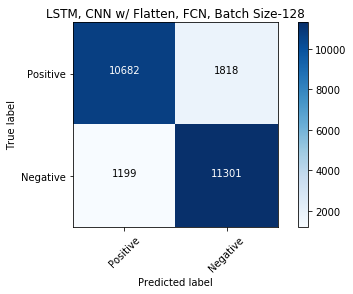 LSTM, CNN w/ Flatten, FCN, Batch Size-128
Positive
10682
1818
Negative
1199
11301
True label
Positive
Negative
Predicted label
10000
8000
6000
4000
2000